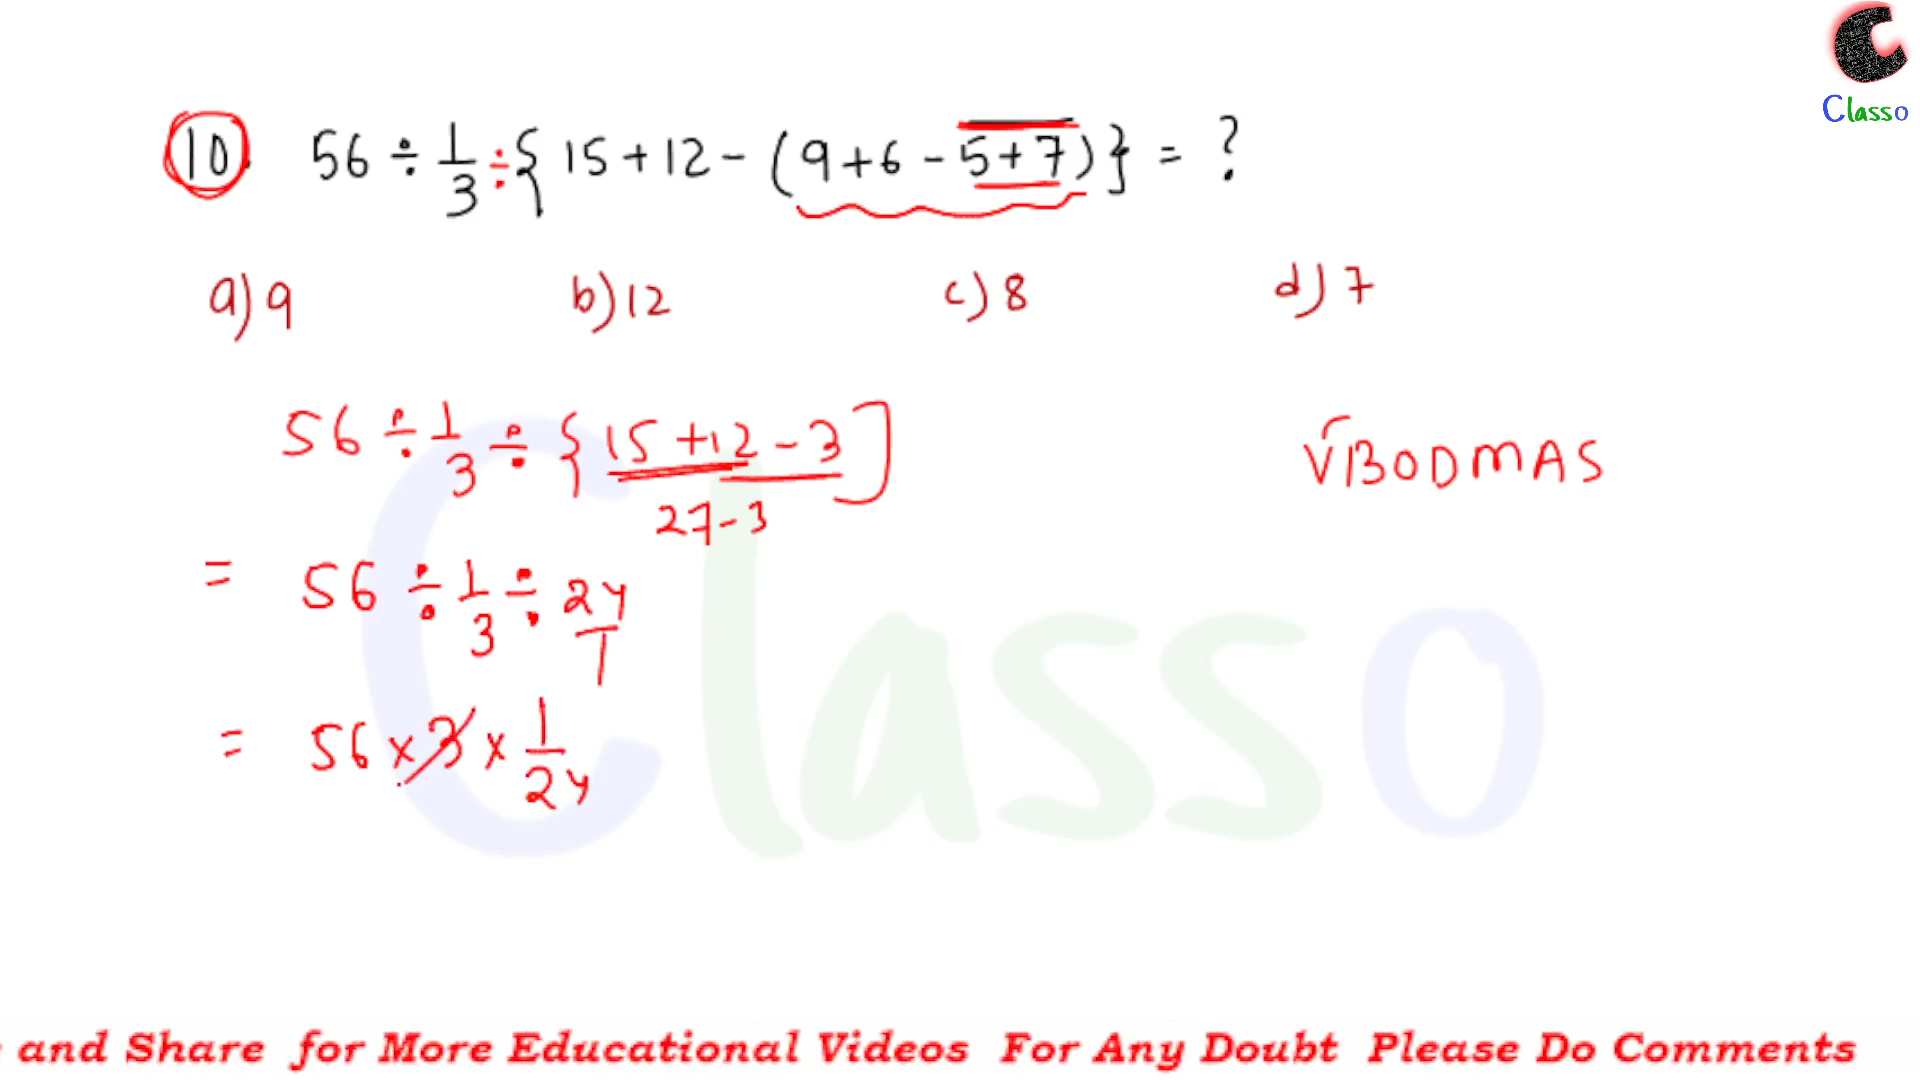 Classo
10. 56 ÷ 1/3 ÷ { 15 + 12 - (9 + 6 - 5 + 7) } = ?
a) 9 b) 12 c) 8 d) 7
56 ÷ 1/3 ÷ { 15 + 12 - 3 ]
VBODMAS
27 - 3
= 56 ÷ 1/3 ÷ 24/1
= 56 × 3 × 1/24
Classo
and Share for More Educational Videos For Any Doubt Please Do Comments